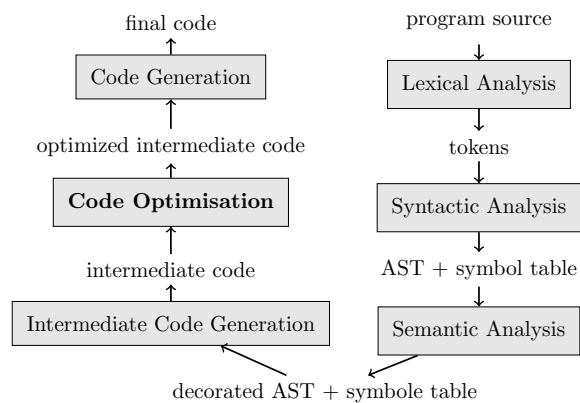 program source
Lexical Analysis
tokens
Syntactic Analysis
AST + symbol table
Semantic Analysis
decorated AST + symbole table
Intermediate Code Generation
intermediate code
Code Optimisation
optimized intermediate code
Code Generation
final code